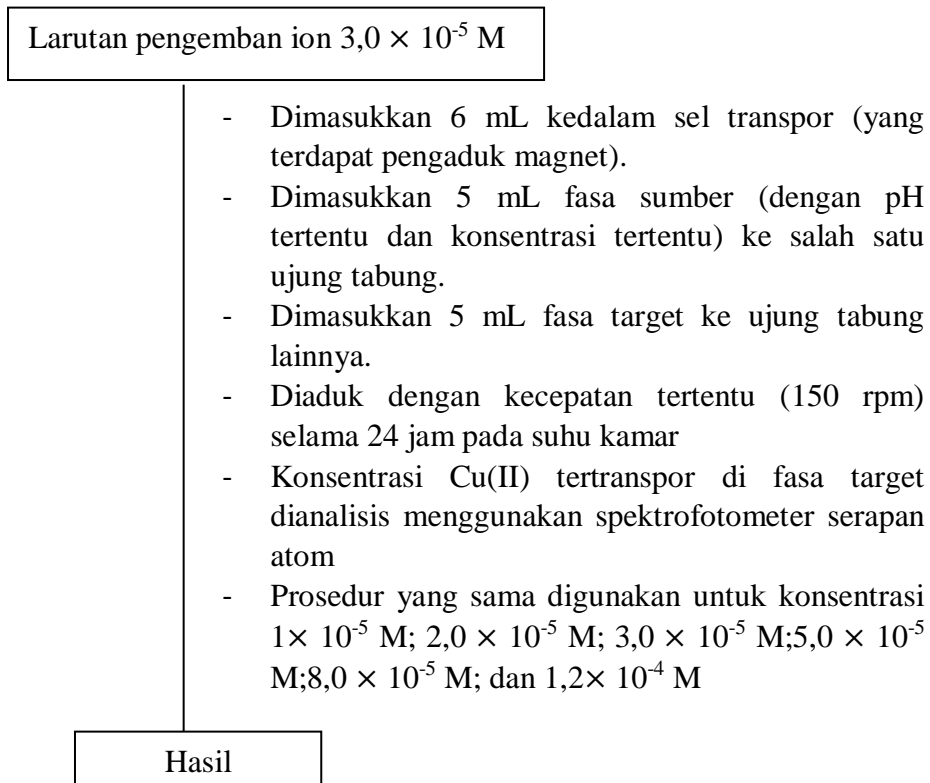 Larutan pengemban ion 3,0 × 10⁻⁵ M
- Dimasukkan 6 mL kedalam sel transpor (yang
terdapat pengaduk magnet).
- Dimasukkan 5 mL fasa sumber (dengan pH
tertentu dan konsentrasi tertentu) ke salah satu
ujung tabung.
- Dimasukkan 5 mL fasa target ke ujung tabung
lainnya.
- Diaduk dengan kecepatan tertentu (150 rpm)
selama 24 jam pada suhu kamar
- Konsentrasi Cu(II) tertranspor di fasa target
dianalisis menggunakan spektrofotometer serapan
atom
- Prosedur yang sama digunakan untuk konsentrasi
1× 10⁻⁵ M; 2,0 × 10⁻⁵ M; 3,0 × 10⁻⁵ M;5,0 × 10⁻⁵
M;8,0 × 10⁻⁵ M; dan 1,2× 10⁻⁴ M
Hasil